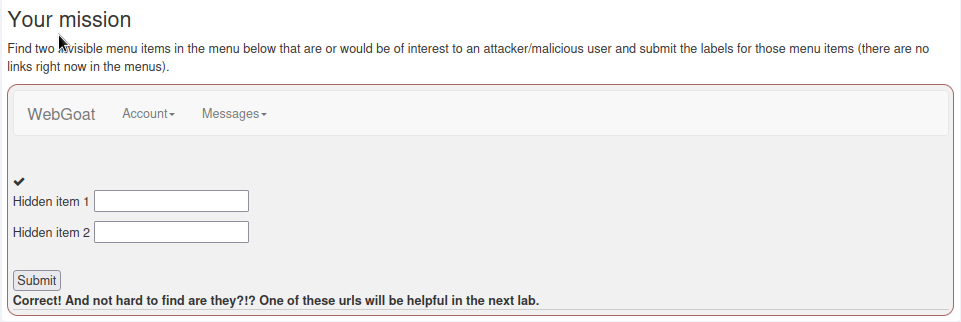 Your mission
Find two invisible menu items in the menu below that are or would be of interest to an attacker/malicious user and submit the labels for those menu items (there are no
links right now in the menus).
WebGoat Account Messages
Hidden item 1
Hidden item 2
Submit
Correct! And not hard to find are they?!? One of these urls will be helpful in the next lab.